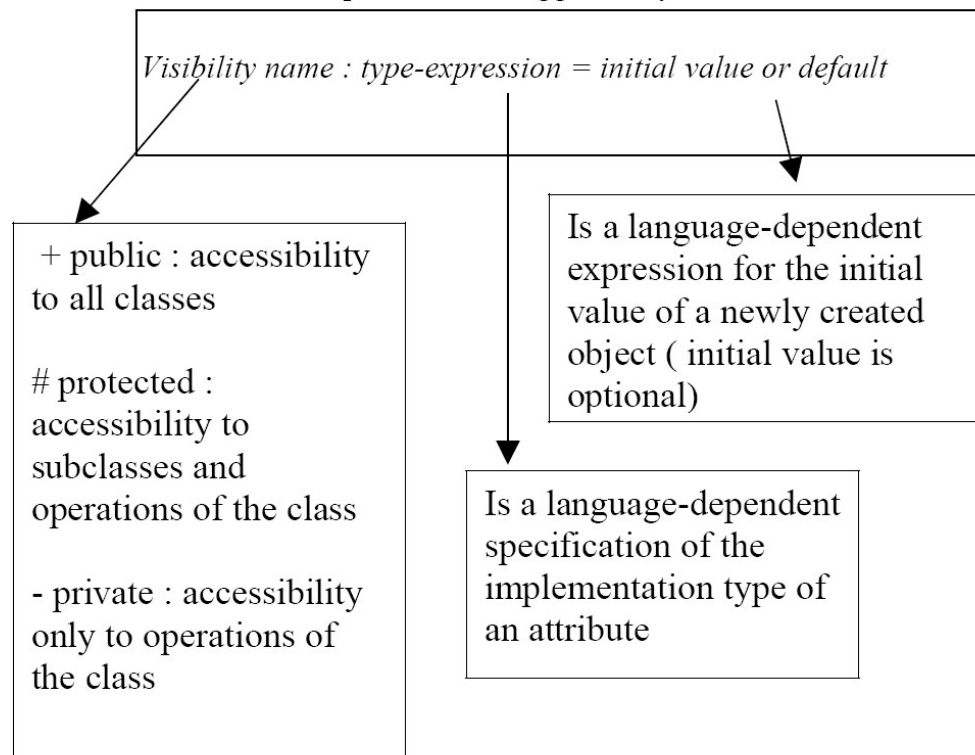 Visibility name : type-expression = initial value or default
+ public : accessibility
to all classes
# protected :
accessibility to
subclasses and
operations of the class
- private : accessibility
only to operations of
the class
Is a language-dependent
expression for the initial
value of a newly created
object ( initial value is
optional)
Is a language-dependent
specification of the
implementation type of
an attribute